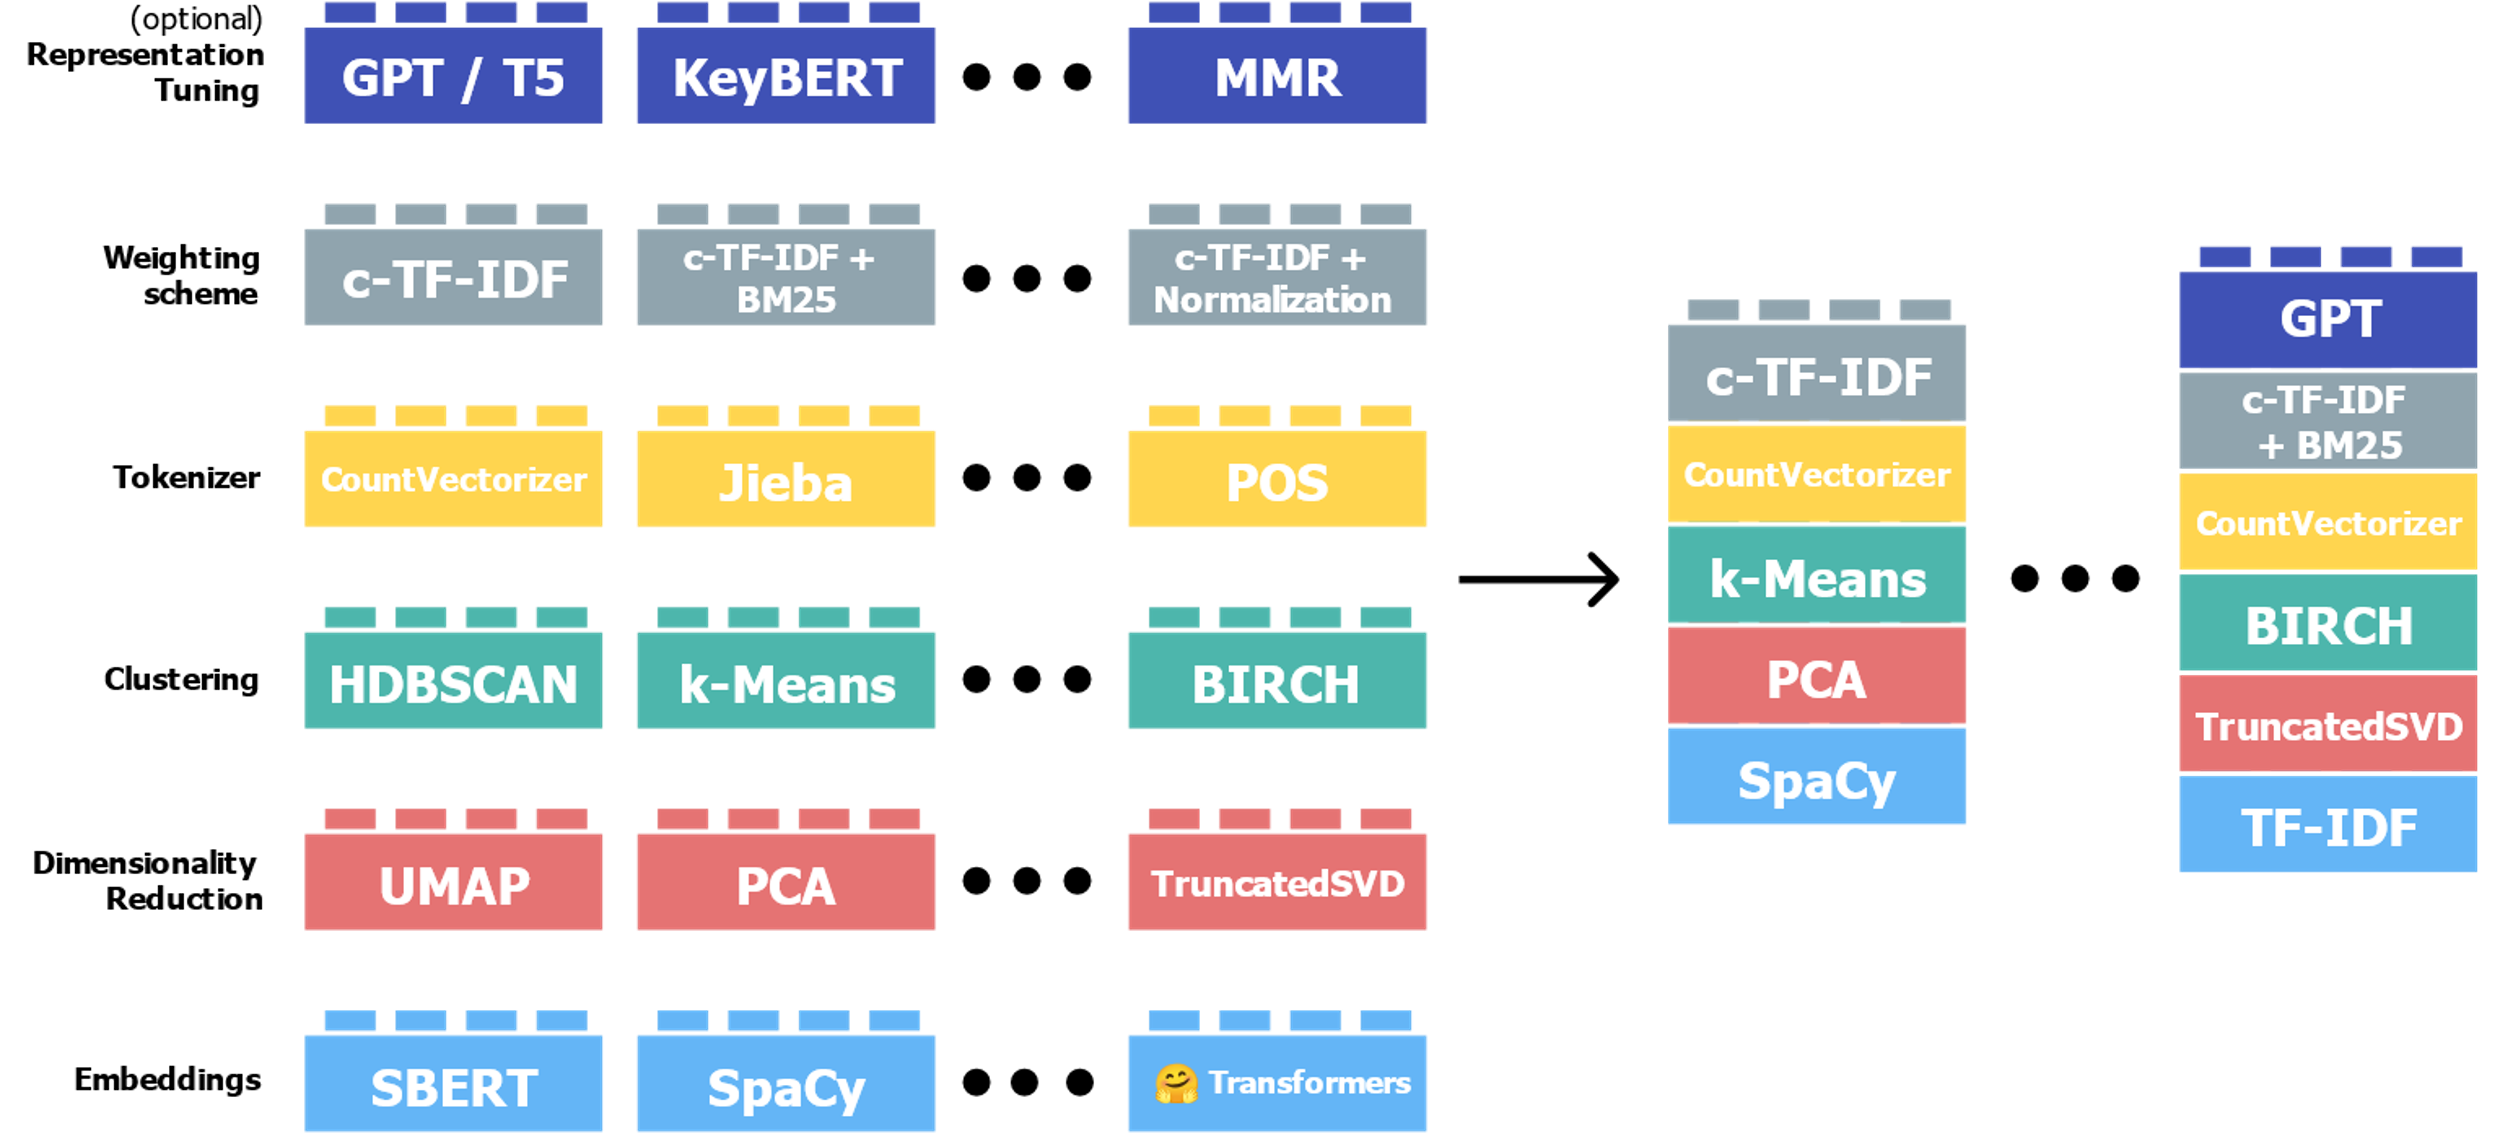 (optional)
Representation
Tuning
GPT / T5
KeyBERT
MMR
Weighting
scheme
c-TF-IDF
c-TF-IDF +
BM25
c-TF-IDF +
Normalization
Tokenizer
CountVectorizer
Jieba
POS
Clustering
HDBSCAN
k-Means
BIRCH
Dimensionality
Reduction
UMAP
PCA
TruncatedSVD
Embeddings
SBERT
SpaCy
🤗 Transformers
c-TF-IDF
CountVectorizer
k-Means
PCA
SpaCy
GPT
c-TF-IDF
+ BM25
CountVectorizer
BIRCH
TruncatedSVD
TF-IDF